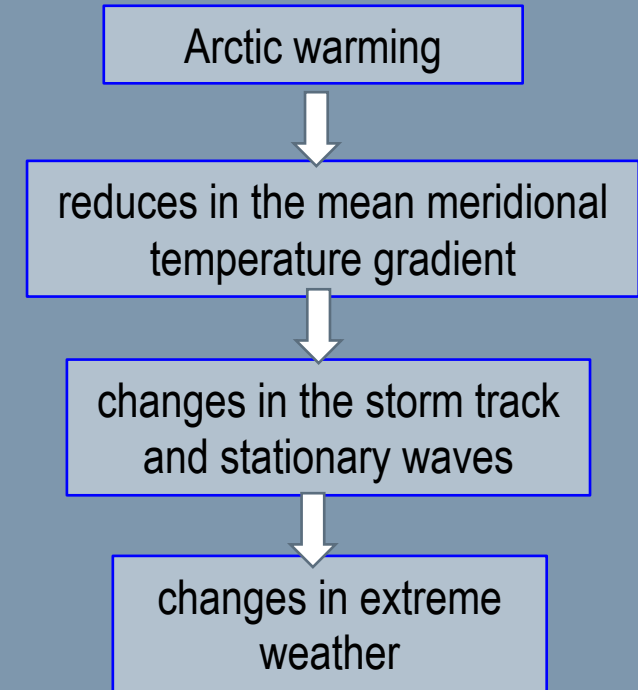 Arctic warming
reduces in the mean meridional
temperature gradient
changes in the storm track
and stationary waves
changes in extreme
weather